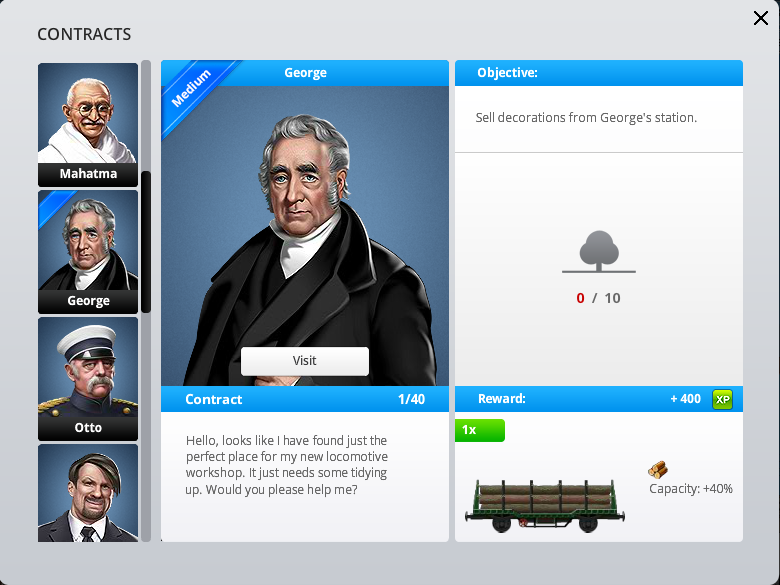 CONTRACTS
Mahatma
George
Otto
Medium
George
Visit
Contract 1/40
Hello, looks like I have found just the
perfect place for my new locomotive
workshop. It just needs some tidying
up. Would you please help me?
Objective:
Sell decorations from George's station.
0 / 10
Reward: + 400 XP
1x
Capacity: +40%